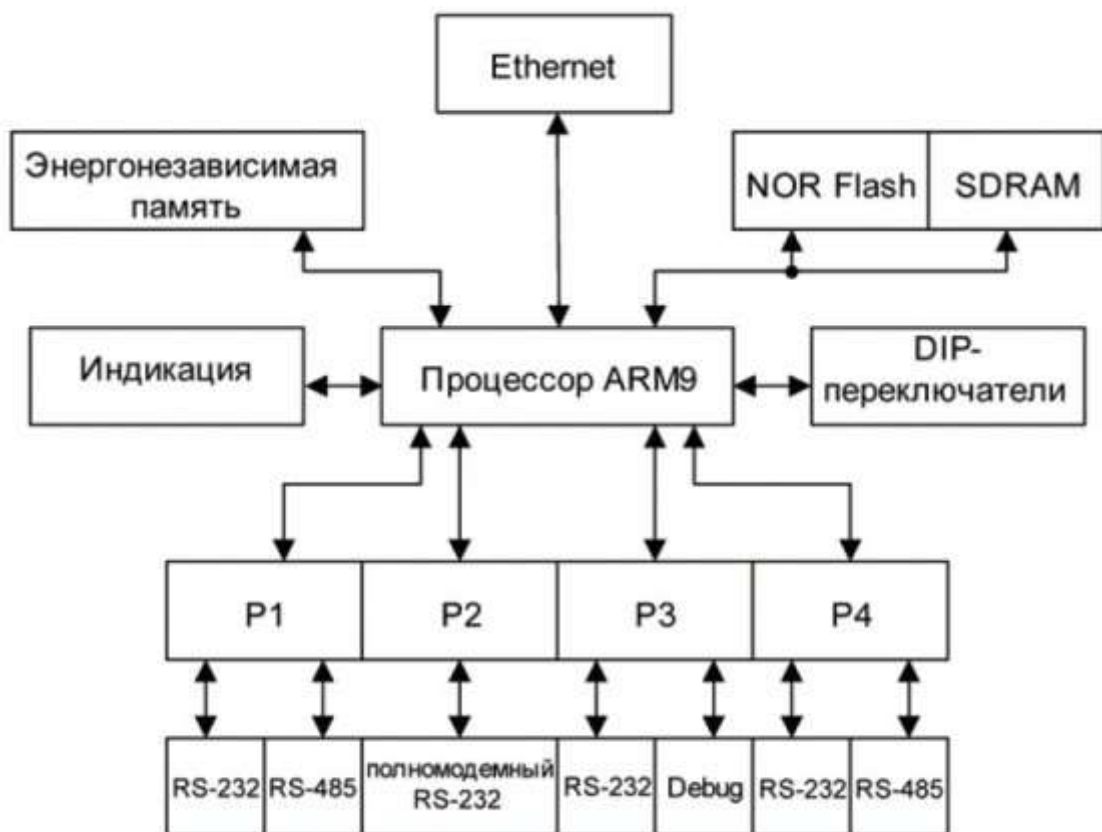 Ethernet
Энергонезависимая
память
NOR Flash
SDRAM
Индикация
Процессор ARM9
DIP-
переключатели
P1
P2
P3
P4
RS-232
RS-485
полномодемный
RS-232
RS-232
Debug
RS-232
RS-485